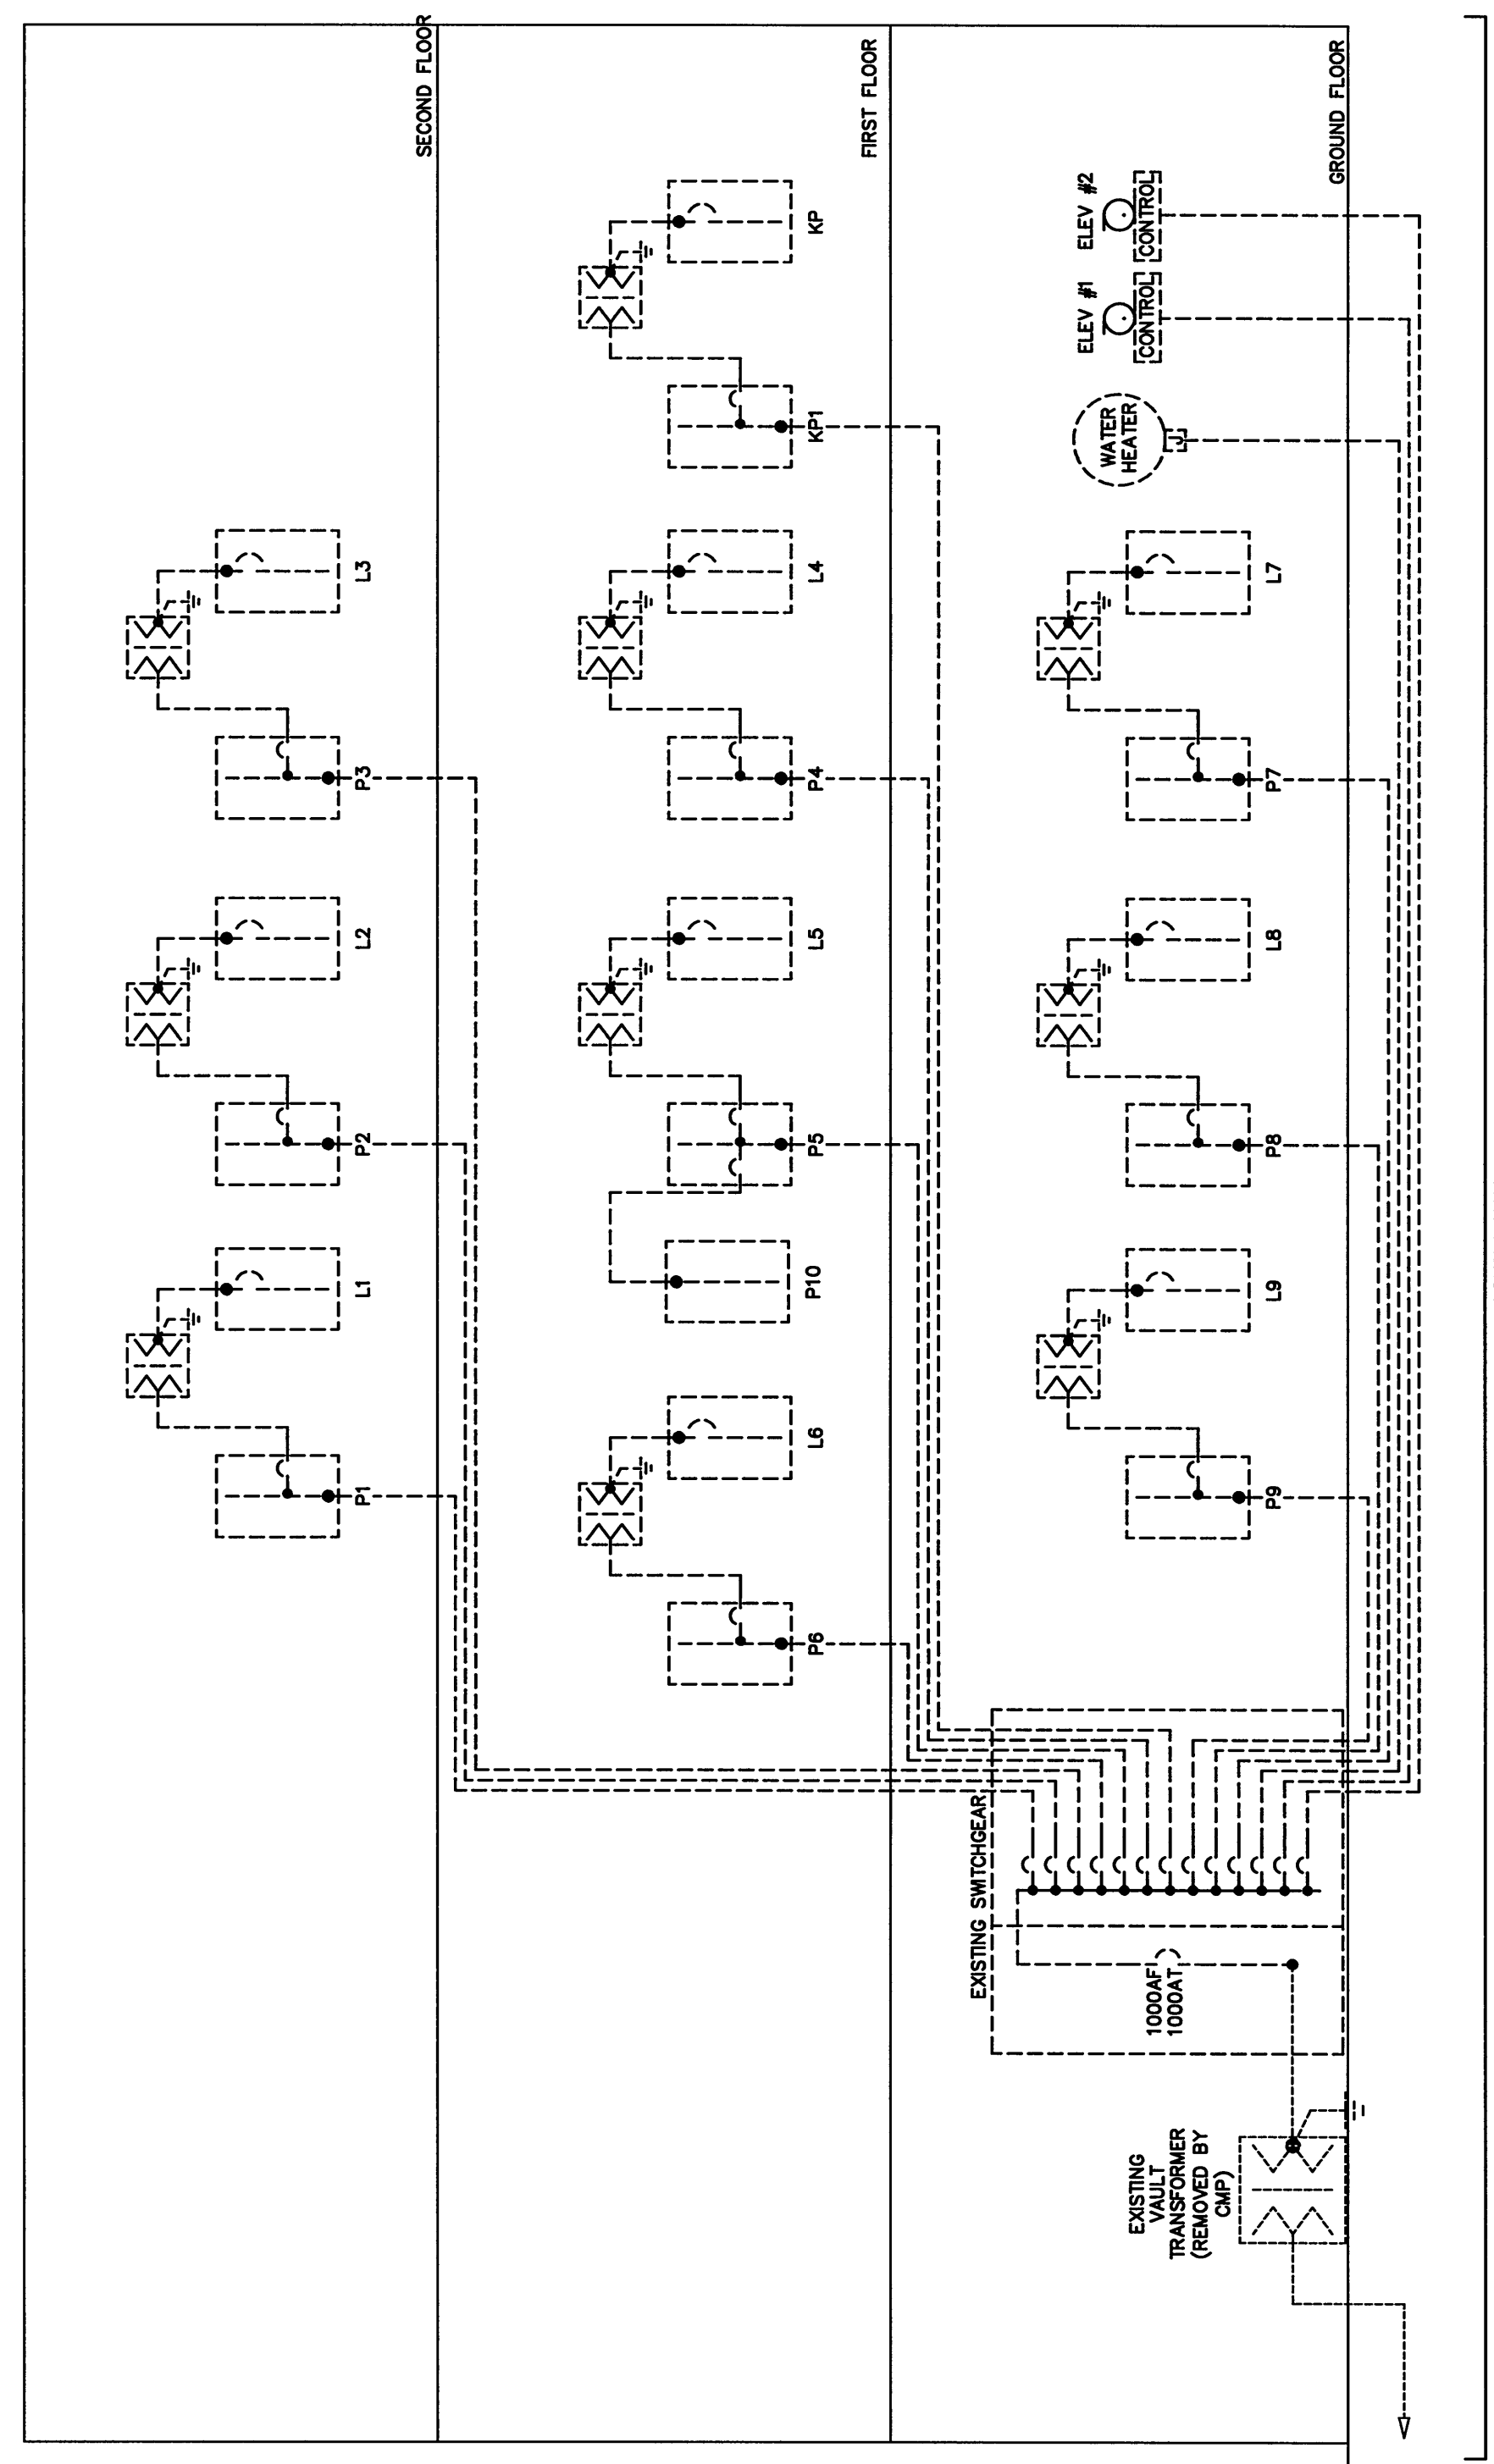 SECOND FLOOR
L3
P3
L2
P2
L1
P1
FIRST FLOOR
KP
KP1
L4
P4
L5
P5
P10
L6
P6
GROUND FLOOR
ELEV #2
CONTROL
ELEV #1
CONTROL
WATER
HEATER
J
L7
P7
L8
P8
L9
P9
EXISTING SWITCHGEAR
1000AF
1000AT
EXISTING
VAULT
TRANSFORMER
(REMOVED BY
CMP)